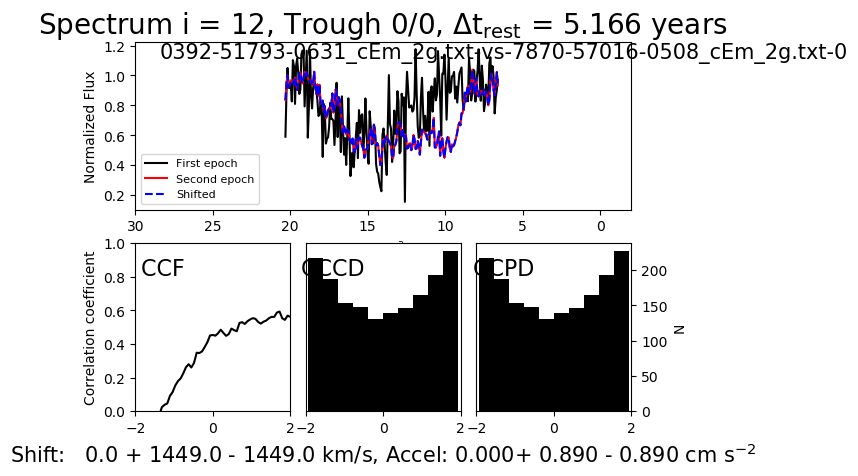 Spectrum i = 12, Trough 0/0, Δt_rest = 5.166 years
0392-51793-0631_cEm_2g.txt-vs-7870-57016-0508_cEm_2g.txt-0
Normalized Flux
1.2
1.0
0.8
0.6
0.4
0.2
First epoch
Second epoch
Shifted
30 25 20 15 10 5 0
Correlation coefficient
1.0
0.8
0.6
0.4
0.2
0.0
CCF
CCCD
CCPD
200
150
100
50
0
N
−2 0 2
−2 0 2
−2 0 2
Shift: 0.0 + 1449.0 - 1449.0 km/s, Accel: 0.000+ 0.890 - 0.890 cm s⁻²